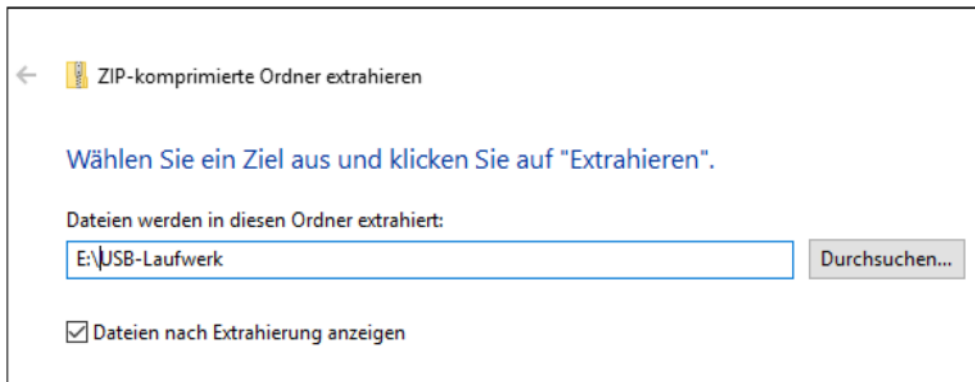 ZIP-komprimierte Ordner extrahieren
Wählen Sie ein Ziel aus und klicken Sie auf "Extrahieren".
Dateien werden in diesen Ordner extrahiert:
E:\USB-Laufwerk
Durchsuchen...
Dateien nach Extrahierung anzeigen